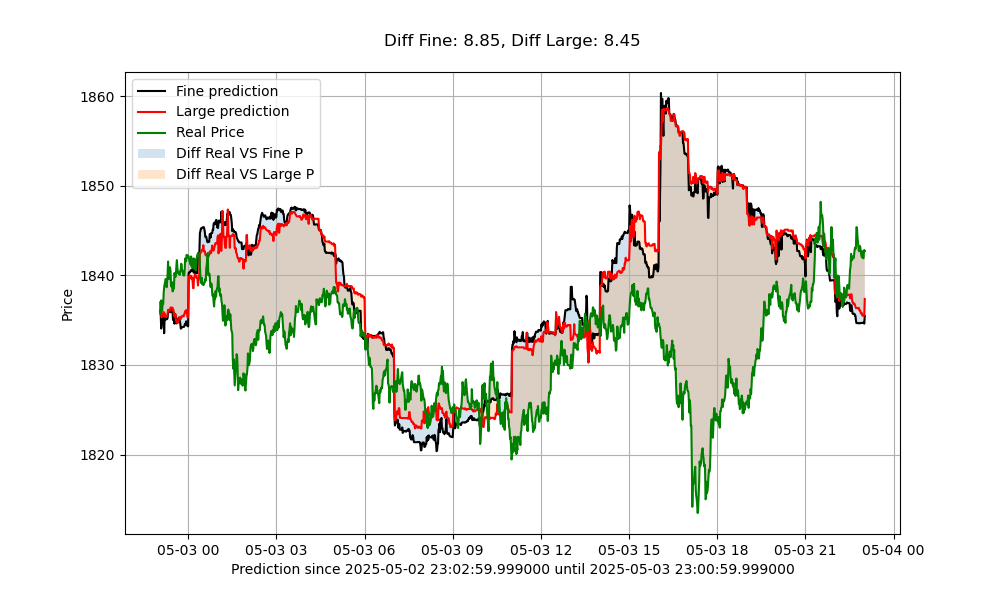 Diff Fine: 8.85, Diff Large: 8.45
Fine prediction
Large prediction
Real Price
Diff Real VS Fine P
Diff Real VS Large P
Price
1860
1850
1840
1830
1820
05-03 00 05-03 03 05-03 06 05-03 09 05-03 12 05-03 15 05-03 18 05-03 21 05-04 00
Prediction since 2025-05-02 23:02:59.999000 until 2025-05-03 23:00:59.999000